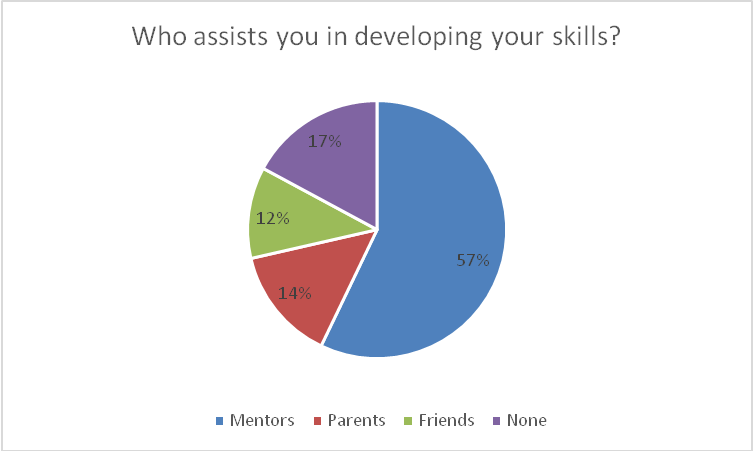 Who assists you in developing your skills?
17%
12%
57%
14%
Mentors Parents Friends None